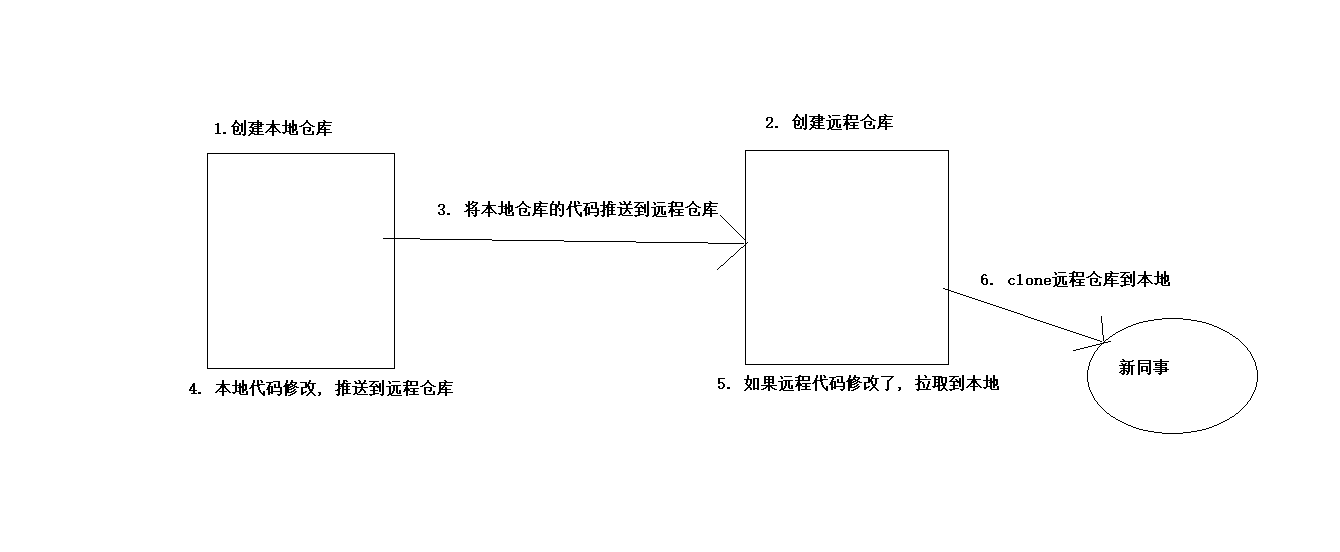 1.创建本地仓库
2. 创建远程仓库
3. 将本地仓库的代码推送到远程仓库
6. clone远程仓库到本地
新同事
4. 本地代码修改, 推送到远程仓库
5. 如果远程代码修改了, 拉取到本地